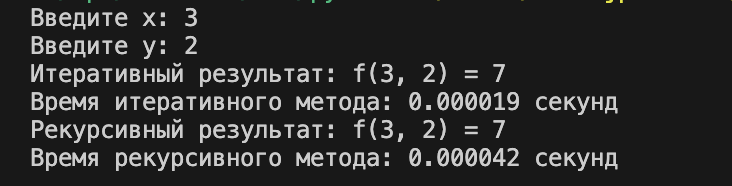 Введите x: 3
Введите y: 2
Итеративный результат: f(3, 2) = 7
Время итеративного метода: 0.000019 секунд
Рекурсивный результат: f(3, 2) = 7
Время рекурсивного метода: 0.000042 секунд